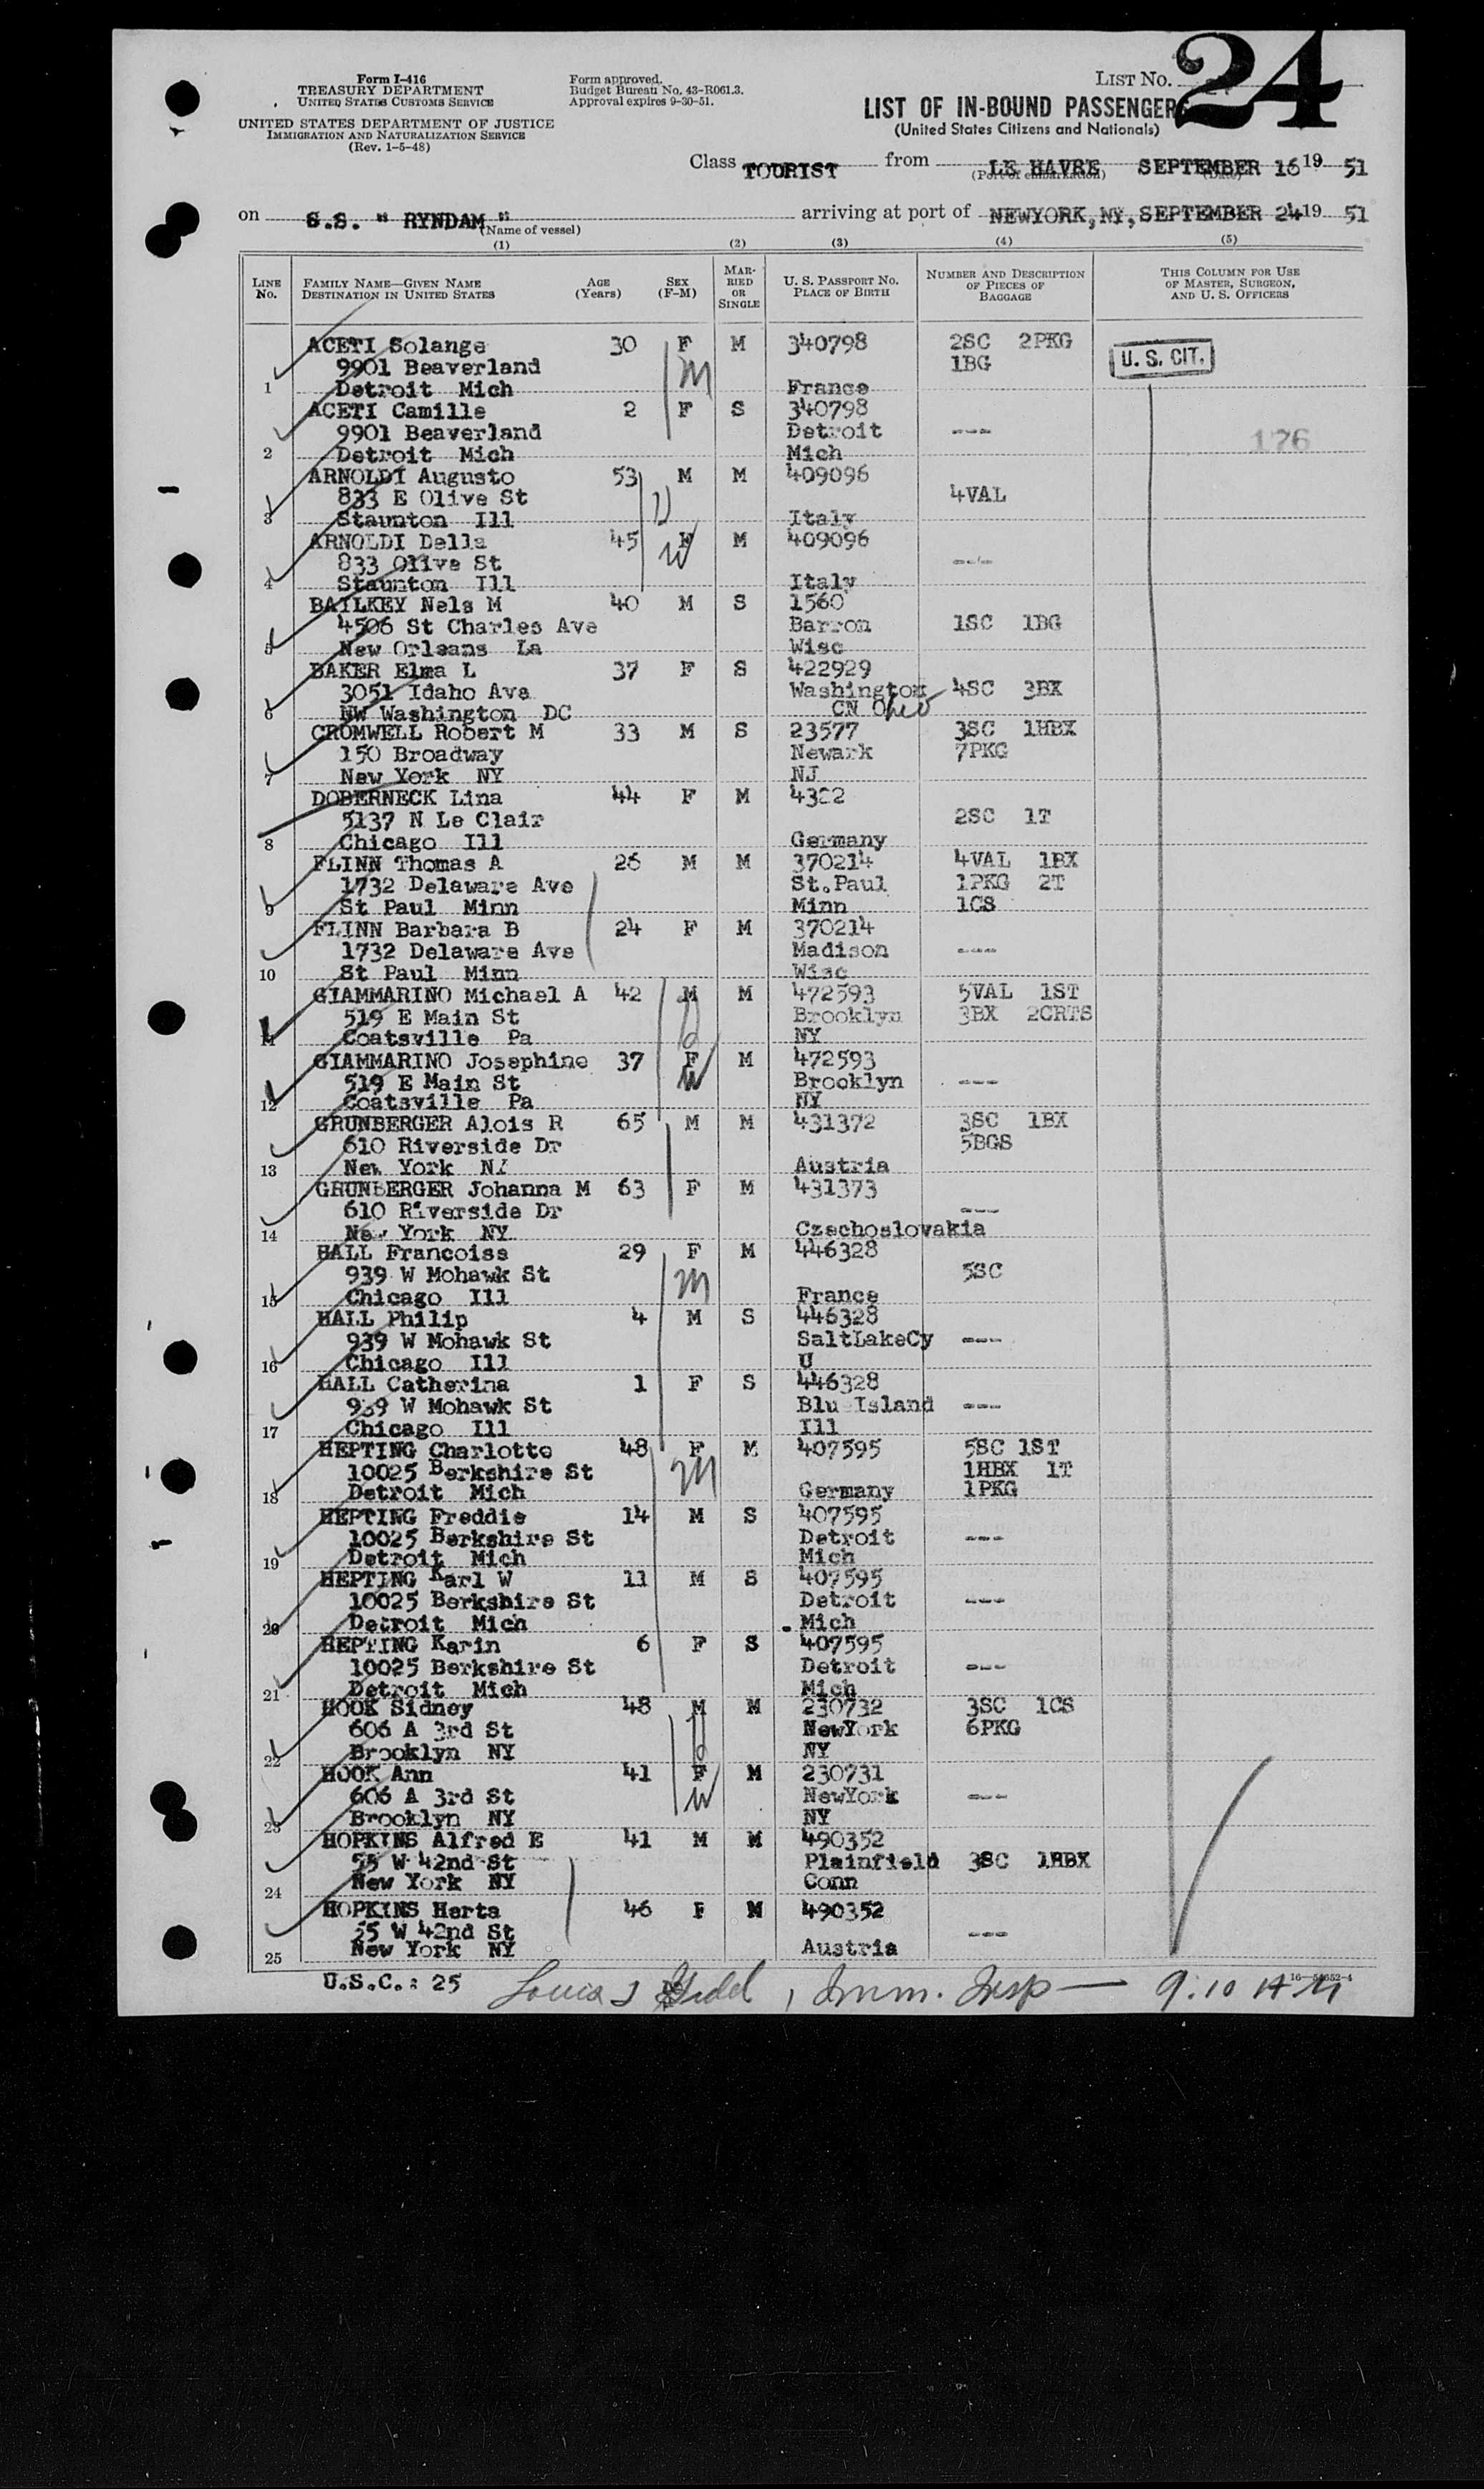 Form I-416
TREASURY DEPARTMENT
UNITED STATES CUSTOMS SERVICE
UNITED STATES DEPARTMENT OF JUSTICE
IMMIGRATION AND NATURALIZATION SERVICE
(Rev. 1-5-48)
Form approved.
Budget Bureau No. 43-R061.3.
Approval expires 9-30-51.
LIST No. 24
LIST OF IN-BOUND PASSENGERS
(United States Citizens and Nationals)
Class TOURIST from LE HAVRE SEPTEMBER 16 19 51
(Port of embarkation) (Date)
on S.S. " RYNDAM " arriving at port of NEWYORK,NY,SEPTEMBER 24 19 51
(Name of vessel)
(1) (2) (3) (4) (5)
LINE No. FAMILY NAME—GIVEN NAME DESTINATION IN UNITED STATES AGE (Years) SEX (F-M) MARRIED OR SINGLE U. S. PASSPORT No. PLACE OF BIRTH NUMBER AND DESCRIPTION OF PIECES OF BAGGAGE THIS COLUMN FOR USE OF MASTER, SURGEON, AND U. S. OFFICERS
ACETI Solange 30 F M 340798 2SC 2PKG
9901 Beaverland 1BG U. S. CIT.
1 Detroit Mich France
ACETI Camille 2 F S 340798
9901 Beaverland Detroit --- 176
2 Detroit Mich Mich
ARNOLDI Augusto 53 M M 409096
833 E Olive St 4VAL
3 Staunton Ill Italy
ARNOLDI Della 45 F M 409096
833 Olive St ---
4 Staunton Ill Italy
BAILKEY Nels M 40 M S 1560
4506 St Charles Ave Barron 1SC 1BG
5 New Orleans La Wisc
BAKER Elma L 37 F S 422929
3051 Idaho Ave Washington 4SC 3BX
6 NW Washington DC CN Ohio
CROMWELL Robert M 33 M S 23577 3SC 1HBX
150 Broadway Newark 7PKG
7 New York NY NJ
DOBERNECK Lina 44 F M 4322
5137 N Le Clair 2SC 1T
8 Chicago Ill Germany
FLINN Thomas A 26 M M 370214 4VAL 1BX
1732 Delaware Ave St.Paul 1PKG 2T
9 St Paul Minn Minn 1CS
FLINN Barbara B 24 F M 370214
1732 Delaware Ave Madison ---
10 St Paul Minn Wisc
GIAMMARINO Michael A 42 M M 472593 5VAL 1ST
519 E Main St Brooklyn 3BX 2CRTS
11 Coatsville Pa NY
GIAMMARINO Josephine 37 F M 472593
519 E Main St Brooklyn ---
12 Coatsville Pa NY
GRUNBERGER Alois R 65 M M 431372 3SC 1BX
610 Riverside Dr 5BGS
13 New York NY Austria
GRUNBERGER Johanna M 63 F M 431373
610 Riverside Dr ---
14 New York NY Czechoslovakia
HALL Francoise 29 F M 446328
939 W Mohawk St 5SC
15 Chicago Ill France
HALL Philip 4 M S 446328
939 W Mohawk St SaltLakeCy ---
16 Chicago Ill U
HALL Catherina 1 F S 446328
939 W Mohawk St Blu Island ---
17 Chicago Ill Ill
HEPTING Charlotte 48 F M 407595 5SC 1ST
10025 Berkshire St 1HBX 1T
18 Detroit Mich Germany 1PKG
HEPTING Freddie 14 M S 407595
10025 Berkshire St Detroit ---
19 Detroit Mich Mich
HEPTING Karl W 11 M S 407595
10025 Berkshire St Detroit ---
20 Detroit Mich Mich
HEPTING Karin 6 F S 407595
10025 Berkshire St Detroit ---
21 Detroit Mich Mich
HOOK Sidney 48 M M 230732 3SC 1CS
606 A 3rd St NewYork 6PKG
22 Brooklyn NY NY
HOOK Ann 41 F M 230731
606 A 3rd St NewYork ---
23 Brooklyn NY NY
HOPKINS Alfred E 41 M M 490352
55 W 42nd St Plainfield 3SC 1HBX
24 New York NY Conn
HOPKINS Herta 46 F M 490352
55 W 42nd St ---
25 New York NY Austria
U.S.C.: 25 Louis J , Imm. Insp — 9.10 AM